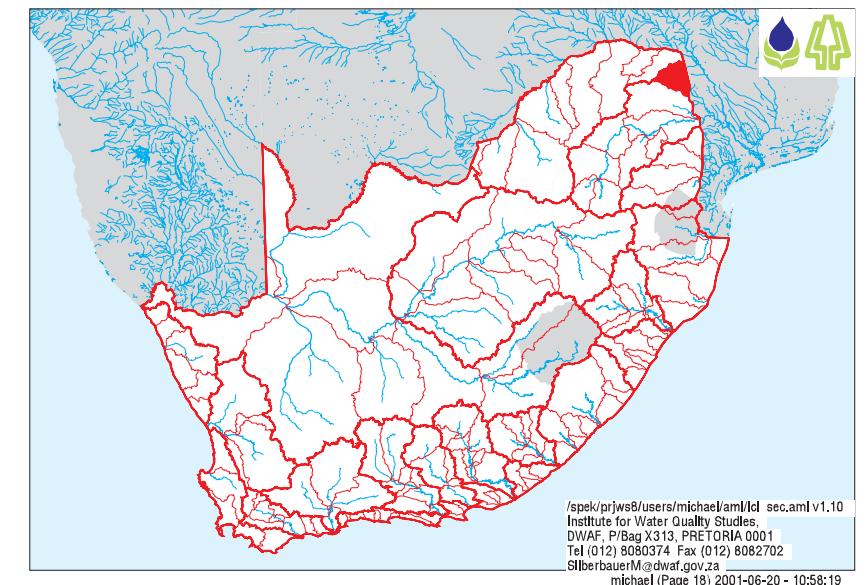 /spek/prjws8/users/michael/aml/lcl sec.aml v1.10
Institute for Water Quality Studies,
DWAF, P/Bag X313, PRETORIA 0001
Tel (012) 8080374 Fax (012) 8082702
SilberbauerM@dwaf.gov.za
michael (Page 18) 2001-06-20 - 10:58:19